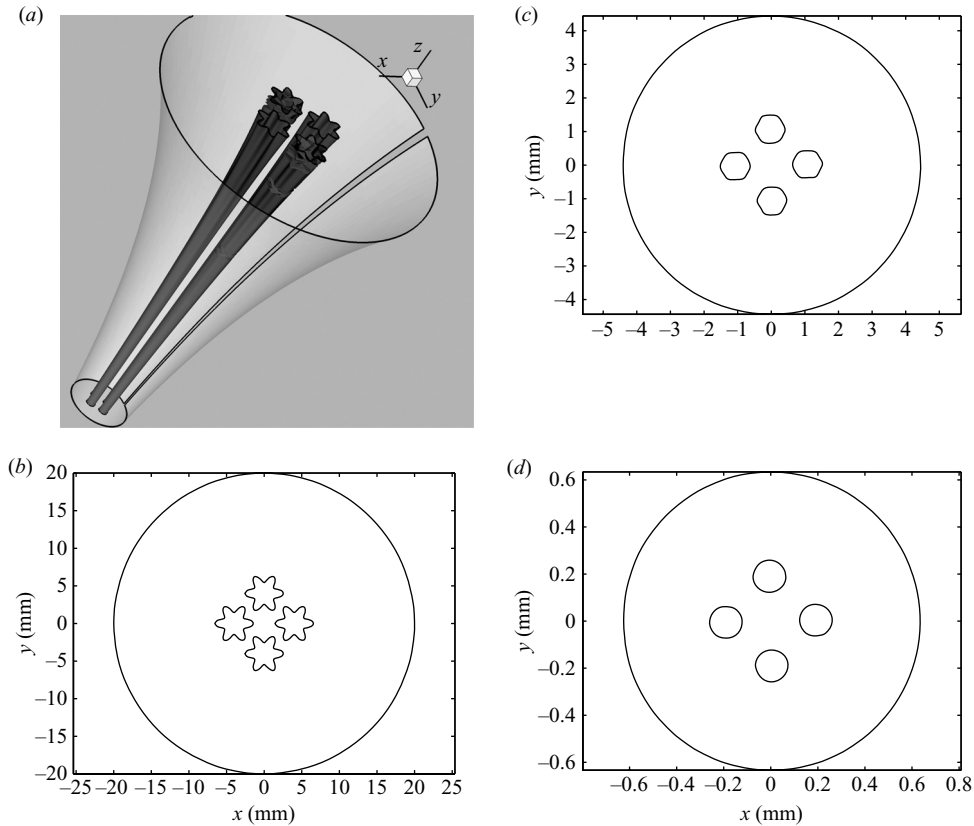 (a)
x
z
y
(c)
4
3
2
1
0
–1
–2
–3
–4
y (mm)
–5 –4 –3 –2 –1 0 1 2 3 4 5
(b)
20
15
10
5
0
–5
–10
–15
–20
y (mm)
–25 –20 –15 –10 –5 0 5 10 15 20 25
x (mm)
(d)
0.6
0.4
0.2
0
–0.2
–0.4
–0.6
y (mm)
–0.6 –0.4 –0.2 0 0.2 0.4 0.6 0.8
x (mm)